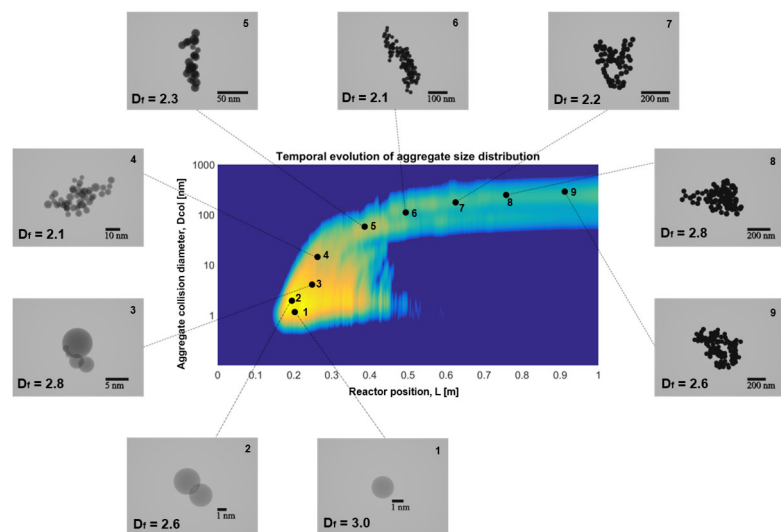 5
Df = 2.3
50 nm
6
Df = 2.1
100 nm
7
Df = 2.2
200 nm
4
Df = 2.1
10 nm
Temporal evolution of aggregate size distribution
Aggregate collision diameter, Dcol [nm]
1000
100
10
1
1
2
3
4
5
6
7
8
9
0
0.1
0.2
0.3
0.4
0.5
0.6
0.7
0.8
0.9
1
Reactor position, L [m]
8
Df = 2.8
200 nm
3
Df = 2.8
5 nm
9
Df = 2.6
200 nm
2
Df = 2.6
1 nm
1
Df = 3.0
1 nm